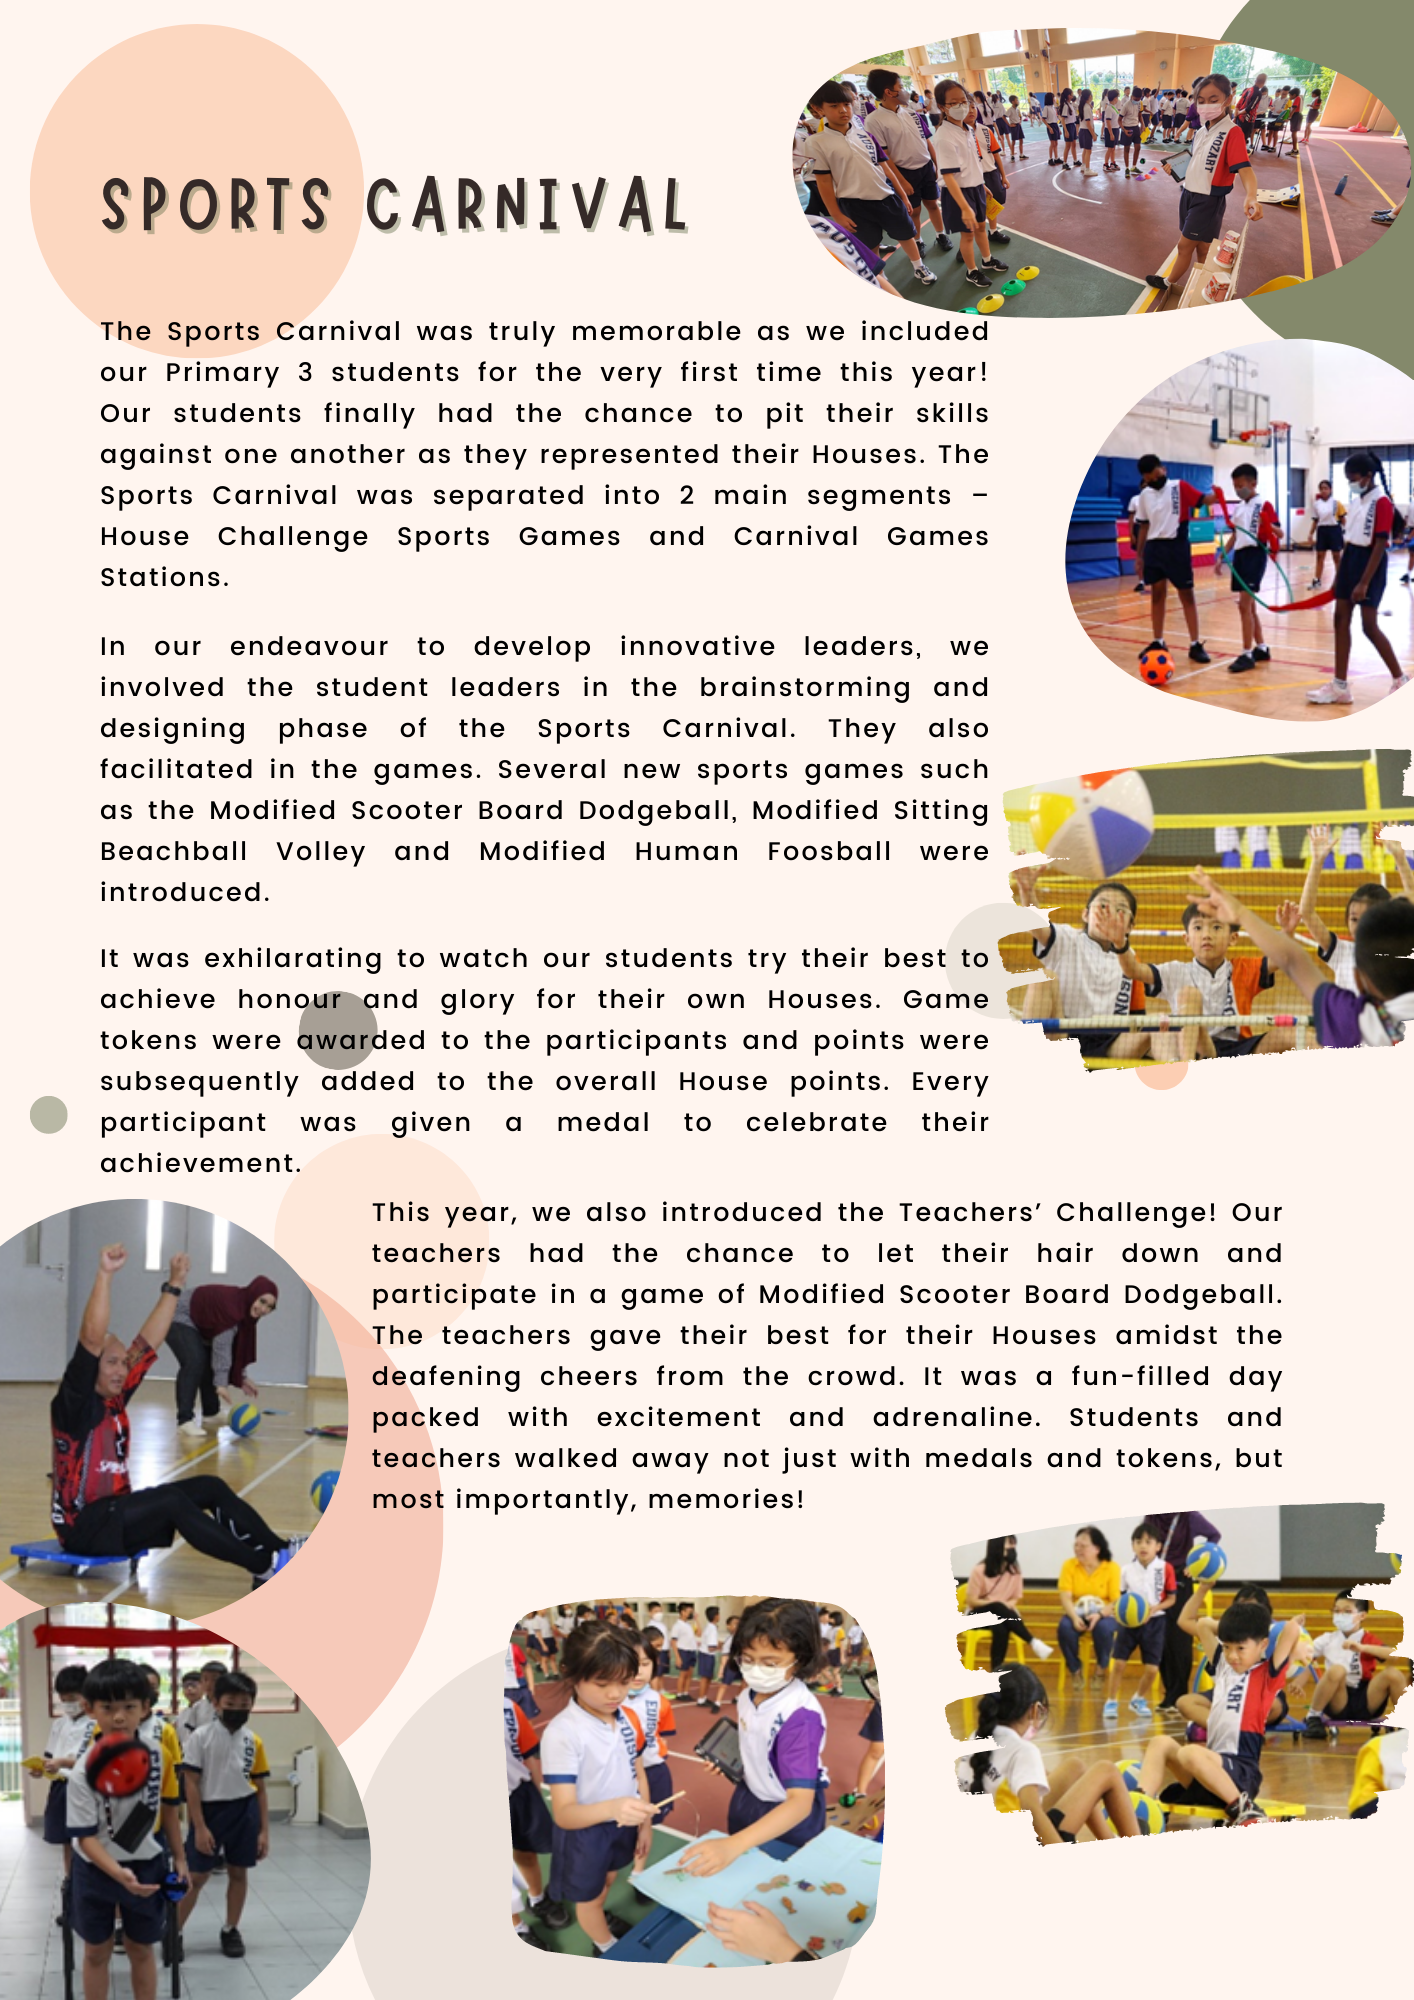 SPORTS CARNIVAL
MOZART
The Sports Carnival was truly memorable as we included
our Primary 3 students for the very first time this year!
Our students finally had the chance to pit their skills
against one another as they represented their Houses. The
Sports Carnival was separated into 2 main segments –
House Challenge Sports Games and Carnival Games
Stations.
In our endeavour to develop innovative leaders, we
involved the student leaders in the brainstorming and
designing phase of the Sports Carnival. They also
facilitated in the games. Several new sports games such
as the Modified Scooter Board Dodgeball, Modified Sitting
Beachball Volley and Modified Human Foosball were
introduced.
It was exhilarating to watch our students try their best to
achieve honour and glory for their own Houses. Game
tokens were awarded to the participants and points were
subsequently added to the overall House points. Every
participant was given a medal to celebrate their
achievement.
This year, we also introduced the Teachers’ Challenge! Our
teachers had the chance to let their hair down and
participate in a game of Modified Scooter Board Dodgeball.
The teachers gave their best for their Houses amidst the
deafening cheers from the crowd. It was a fun-filled day
packed with excitement and adrenaline. Students and
teachers walked away not just with medals and tokens, but
most importantly, memories!